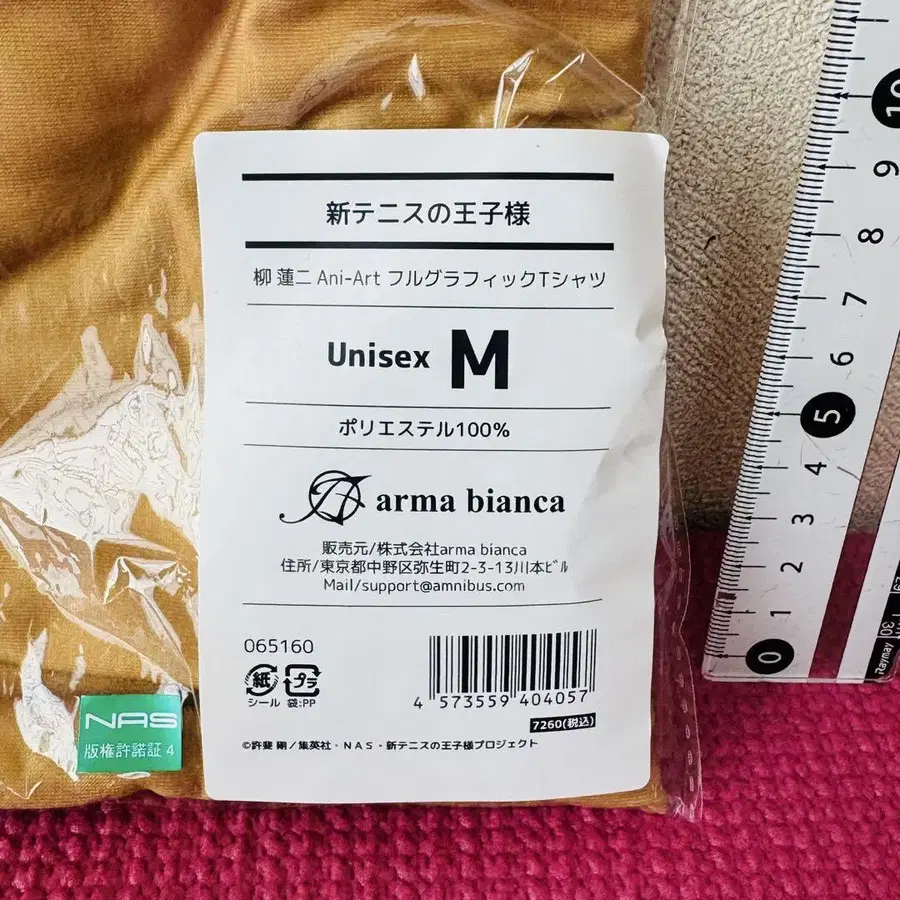 新テニスの王子様
柳 蓮二 Ani-Art フルグラフィックTシャツ
Unisex M
ポリエステル100%
arma bianca
販売元/株式会社arma bianca
住所/東京都中野区弥生町2-3-13川本ビル
Mail/support@amnibus.com
065160
紙 プラ
シール 袋:PP
4 573559 404057
7260(税込)
©許斐 剛/集英社・NAS・新テニスの王子様プロジェクト
NAS
版権許諾証 4
10
9
8
7
6
5
4
3
2
1
0
Raymay
30